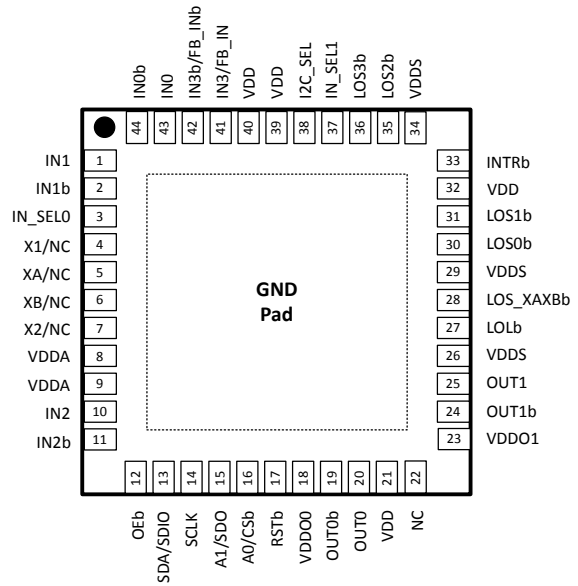 IN0b
IN0
IN3b/FB_INb
IN3/FB_IN
VDD
VDD
I2C_SEL
IN_SEL1
LOS3b
LOS2b
VDDS
44
43
42
41
40
39
38
37
36
35
34
IN1 1
IN1b 2
IN_SEL0 3
X1/NC 4
XA/NC 5
XB/NC 6
X2/NC 7
VDDA 8
VDDA 9
IN2 10
IN2b 11
GND
Pad
33 INTRb
32 VDD
31 LOS1b
30 LOS0b
29 VDDS
28 LOS_XAXBb
27 LOLb
26 VDDS
25 OUT1
24 OUT1b
23 VDDO1
12
13
14
15
16
17
18
19
20
21
22
OEb
SDA/SDIO
SCLK
A1/SDO
A0/CSb
RSTb
VDDO0
OUT0b
OUT0
VDD
NC